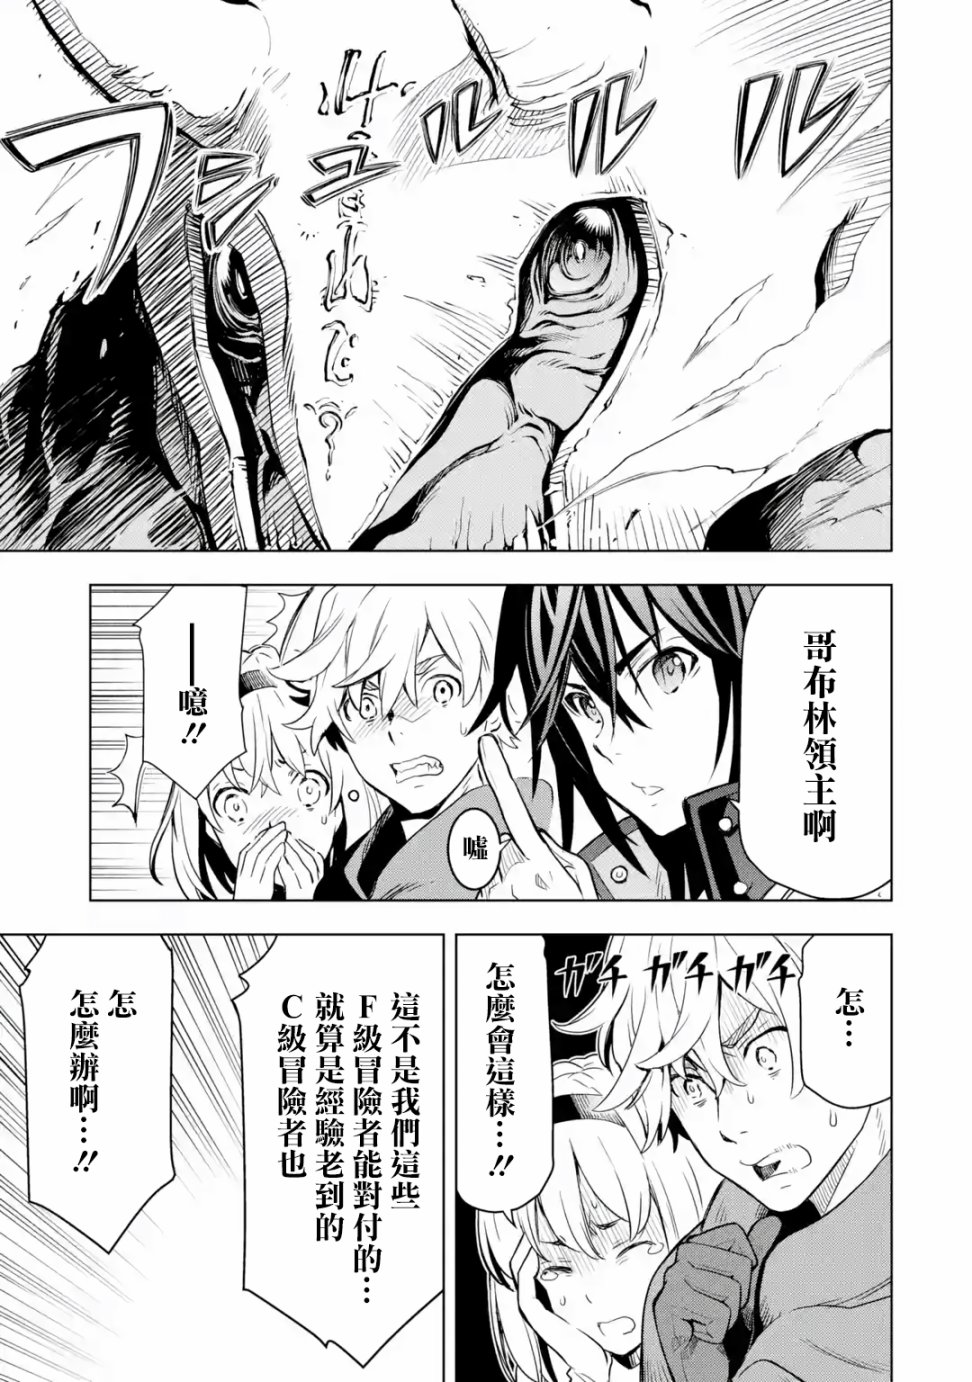 フシュルルルル
哥布林領主啊
噓
——噫!!
怎…
ガチ ガチ ガチ
怎麼會這樣…!!
這不是我們這些
F級冒險者能對付的…
就算是經驗老到的
C級冒險者也
怎
怎麼辦啊…!!